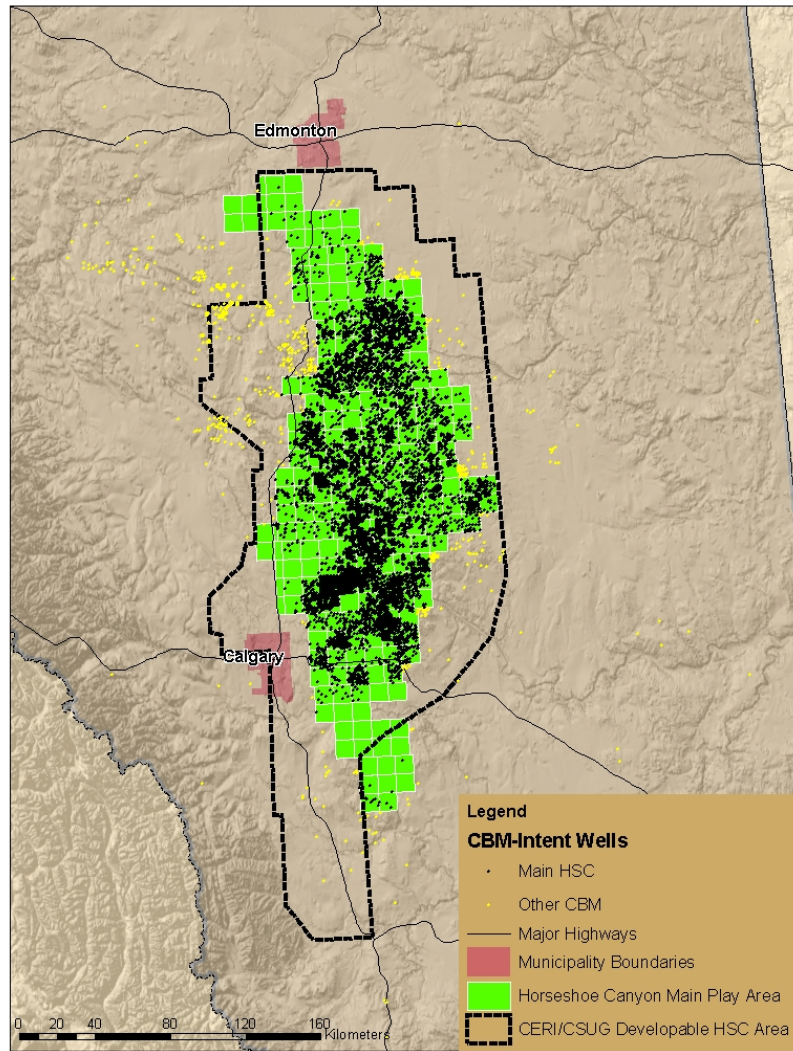 Edmonton
Calgary
Legend
CBM-Intent Wells
Main HSC
Other CBM
Major Highways
Municipality Boundaries
Horseshoe Canyon Main Play Area
CERI/CSUG Developable HSC Area
0 20 40 80 120 160
Kilometers